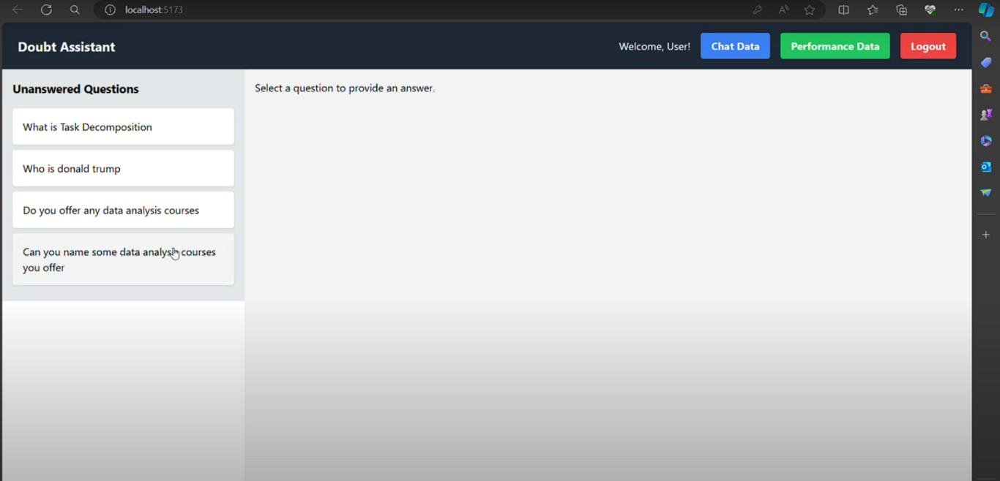 localhost:5173
Doubt Assistant
Welcome, User!
Chat Data
Performance Data
Logout
Unanswered Questions
What is Task Decomposition
Who is donald trump
Do you offer any data analysis courses
Can you name some data analysis courses
you offer
Select a question to provide an answer.